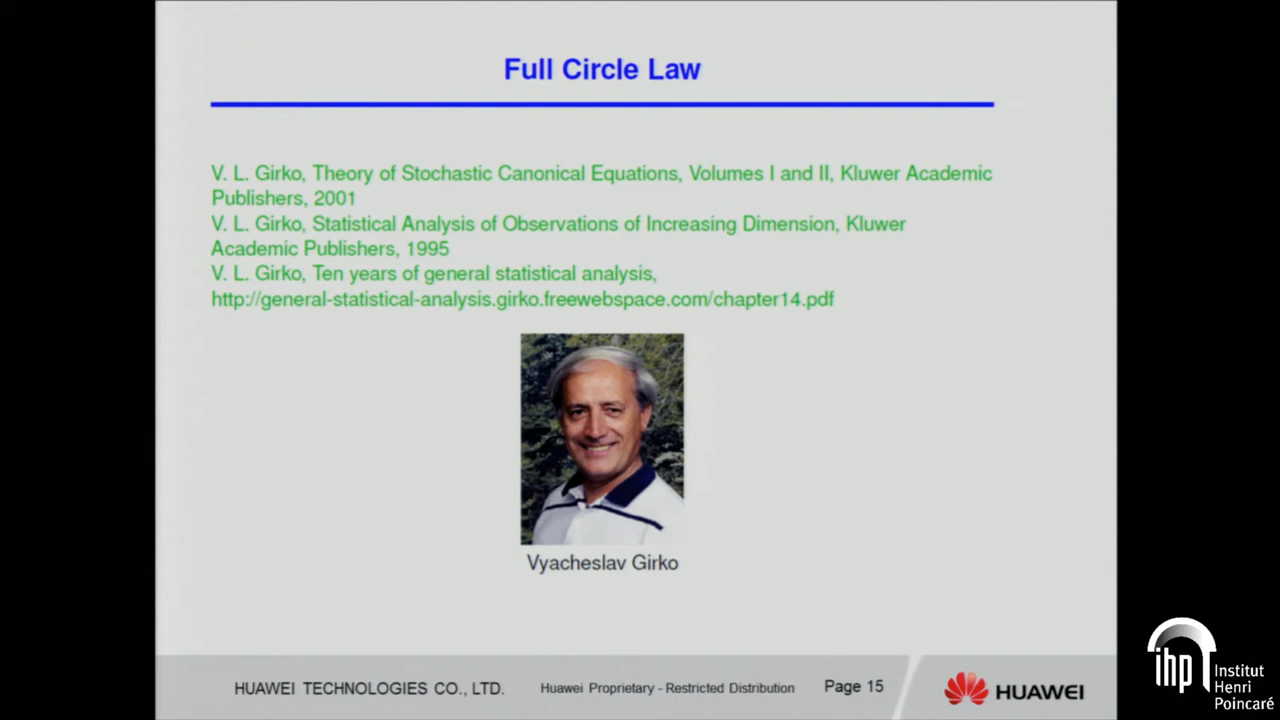 Full Circle Law
V. L. Girko, Theory of Stochastic Canonical Equations, Volumes I and II, Kluwer Academic
Publishers, 2001
V. L. Girko, Statistical Analysis of Observations of Increasing Dimension, Kluwer
Academic Publishers, 1995
V. L. Girko, Ten years of general statistical analysis,
http://general-statistical-analysis.girko.freewebspace.com/chapter14.pdf
Vyacheslav Girko
HUAWEI TECHNOLOGIES CO., LTD.
Huawei Proprietary - Restricted Distribution
Page 15
HUAWEI
ihp
Institut
Henri
Poincaré